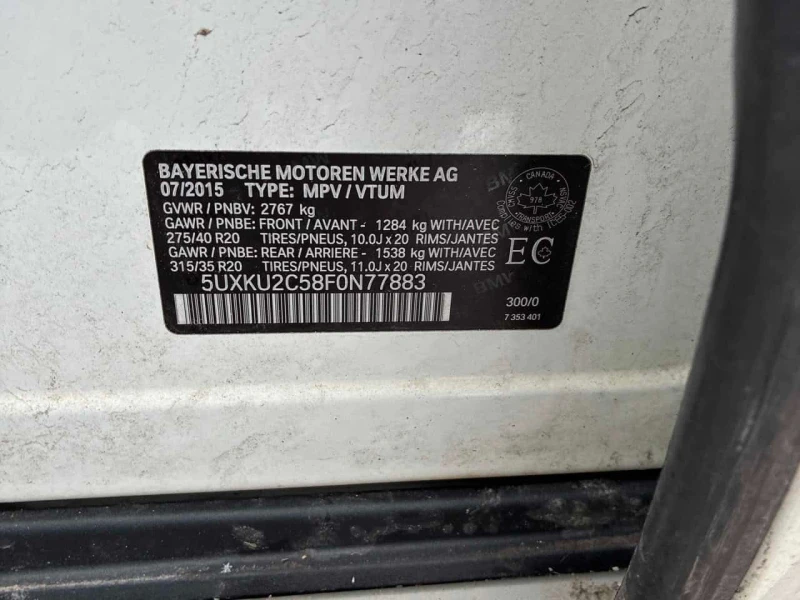 BAYERISCHE MOTOREN WERKE AG
07/2015 TYPE: MPV / VTUM
GVWR / PNBV: 2767 kg
GAWR / PNBE: FRONT / AVANT - 1284 kg WITH/AVEC
275/40 R20 TIRES/PNEUS, 10.0J x 20 RIMS/JANTES
GAWR / PNBE: REAR / ARRIERE - 1538 kg WITH/AVEC
315/35 R20 TIRES/PNEUS, 11.0J x 20 RIMS/JANTES
5UXKU2C58F0N77883
CANADA
978
TRANSPORT
EC
300/0
7 353 401